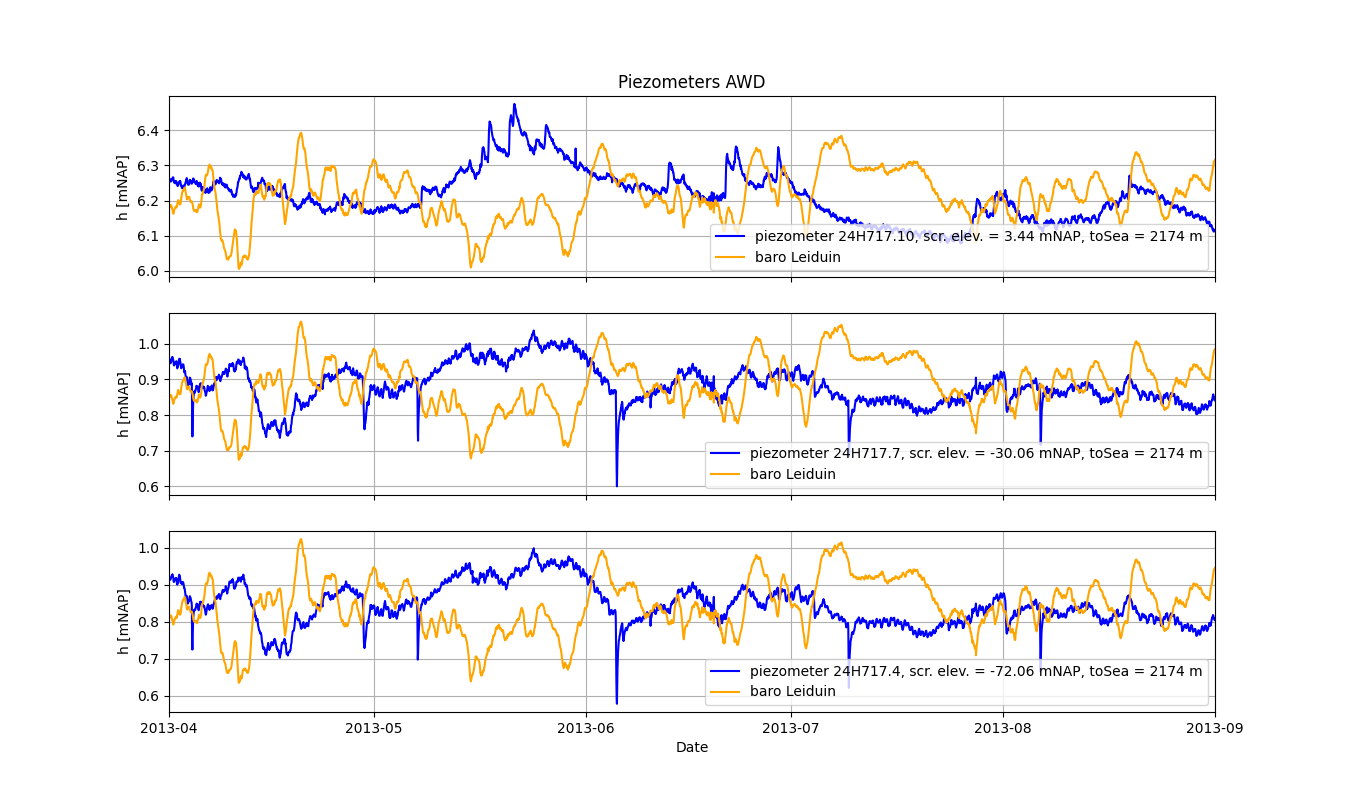 Piezometers AWD
h [mNAP]
6.4
6.3
6.2
6.1
6.0
piezometer 24H717.10, scr. elev. = 3.44 mNAP, toSea = 2174 m
baro Leiduin
h [mNAP]
1.0
0.9
0.8
0.7
0.6
piezometer 24H717.7, scr. elev. = -30.06 mNAP, toSea = 2174 m
baro Leiduin
h [mNAP]
1.0
0.9
0.8
0.7
0.6
piezometer 24H717.4, scr. elev. = -72.06 mNAP, toSea = 2174 m
baro Leiduin
2013-04 2013-05 2013-06 2013-07 2013-08 2013-09
Date